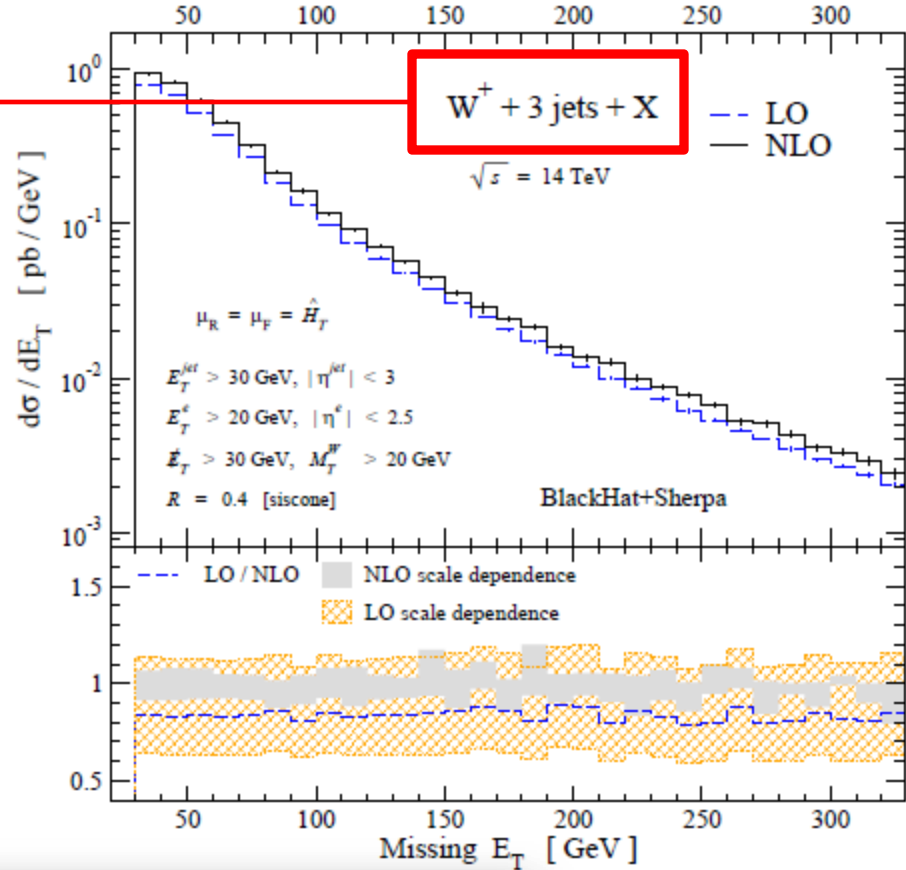 50 100 150 200 250 300
10^0
W^+ + 3 jets + X
LO
NLO
√s = 14 TeV
dσ / dE_T [ pb / GeV ]
10^-1
μ_R = μ_F = Ĥ_T
E_T^jet > 30 GeV, | η^jet | < 3
10^-2
E_T^e > 20 GeV, | η^e | < 2.5
E̸_T > 30 GeV, M_T^W > 20 GeV
R = 0.4 [siscone]
BlackHat+Sherpa
10^-3
LO / NLO
NLO scale dependence
1.5
LO scale dependence
1
0.5
50 100 150 200 250 300
Missing E_T [ GeV ]